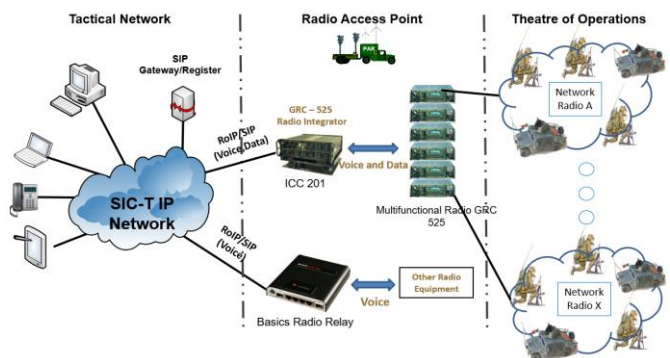 Tactical Network
Radio Access Point
Theatre of Operations
SIP
Gateway/Register
PAR
GRC – 525
Radio Integrator
RoIP/SIP
(Voice,Data)
Voice and Data
ICC 201
Multifunctional Radio GRC
525
SIC-T IP
Network
RoIP/SIP
(Voice)
Basics Radio Relay
Voice
Other Radio
Equipment
Network
Radio A
Network
Radio X